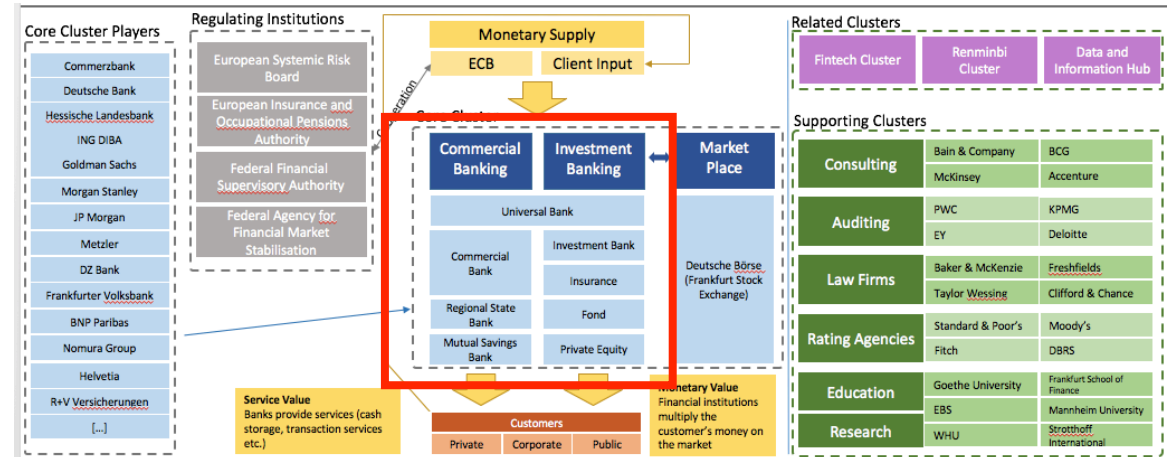 Core Cluster Players
Commerzbank
Deutsche Bank
Hessische Landesbank
ING DIBA
Goldman Sachs
Morgan Stanley
JP Morgan
Metzler
DZ Bank
Frankfurter Volksbank
BNP Paribas
Nomura Group
Helvetia
R+V Versicherungen
[...]
Regulating Institutions
European Systemic Risk
Board
European Insurance and
Occupational Pensions
Authority
Federal Financial
Supervisory Authority
Federal Agency for
Financial Market
Stabilisation
Monetary Supply
ECB
Client Input
Core Cluster
Commercial
Banking
Investment
Banking
Market
Place
Universal Bank
Commercial
Bank
Regional State
Bank
Mutual Savings
Bank
Investment Bank
Insurance
Fond
Private Equity
Deutsche Börse
(Frankfurt Stock
Exchange)
Service Value
Banks provide services (cash
storage, transaction services
etc.)
Monetary Value
Financial institutions
multiply the
customer's money on
the market
Customers
Private
Corporate
Public
Related Clusters
Fintech Cluster
Renminbi
Cluster
Data and
Information Hub
Supporting Clusters
Consulting
Bain & Company
BCG
McKinsey
Accenture
Auditing
PWC
KPMG
EY
Deloitte
Law Firms
Baker & McKenzie
Freshfields
Taylor Wessing
Clifford & Chance
Rating Agencies
Standard & Poor's
Moody's
Fitch
DBRS
Education
Goethe University
Frankfurt School of
Finance
EBS
Mannheim University
Research
WHU
Strotthoff
International